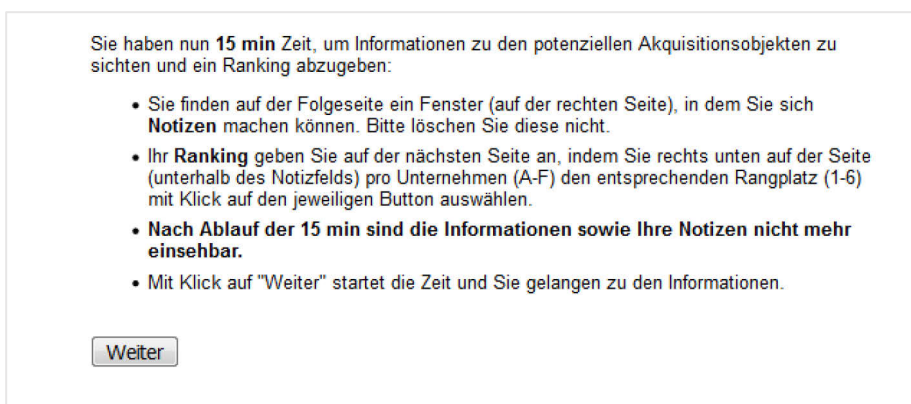 Sie haben nun 15 min Zeit, um Informationen zu den potenziellen Akquisitionsobjekten zu
sichten und ein Ranking abzugeben:
• Sie finden auf der Folgeseite ein Fenster (auf der rechten Seite), in dem Sie sich
Notizen machen können. Bitte löschen Sie diese nicht.
• Ihr Ranking geben Sie auf der nächsten Seite an, indem Sie rechts unten auf der Seite
(unterhalb des Notizfelds) pro Unternehmen (A-F) den entsprechenden Rangplatz (1-6)
mit Klick auf den jeweiligen Button auswählen.
• Nach Ablauf der 15 min sind die Informationen sowie Ihre Notizen nicht mehr
einsehbar.
• Mit Klick auf "Weiter" startet die Zeit und Sie gelangen zu den Informationen.
Weiter